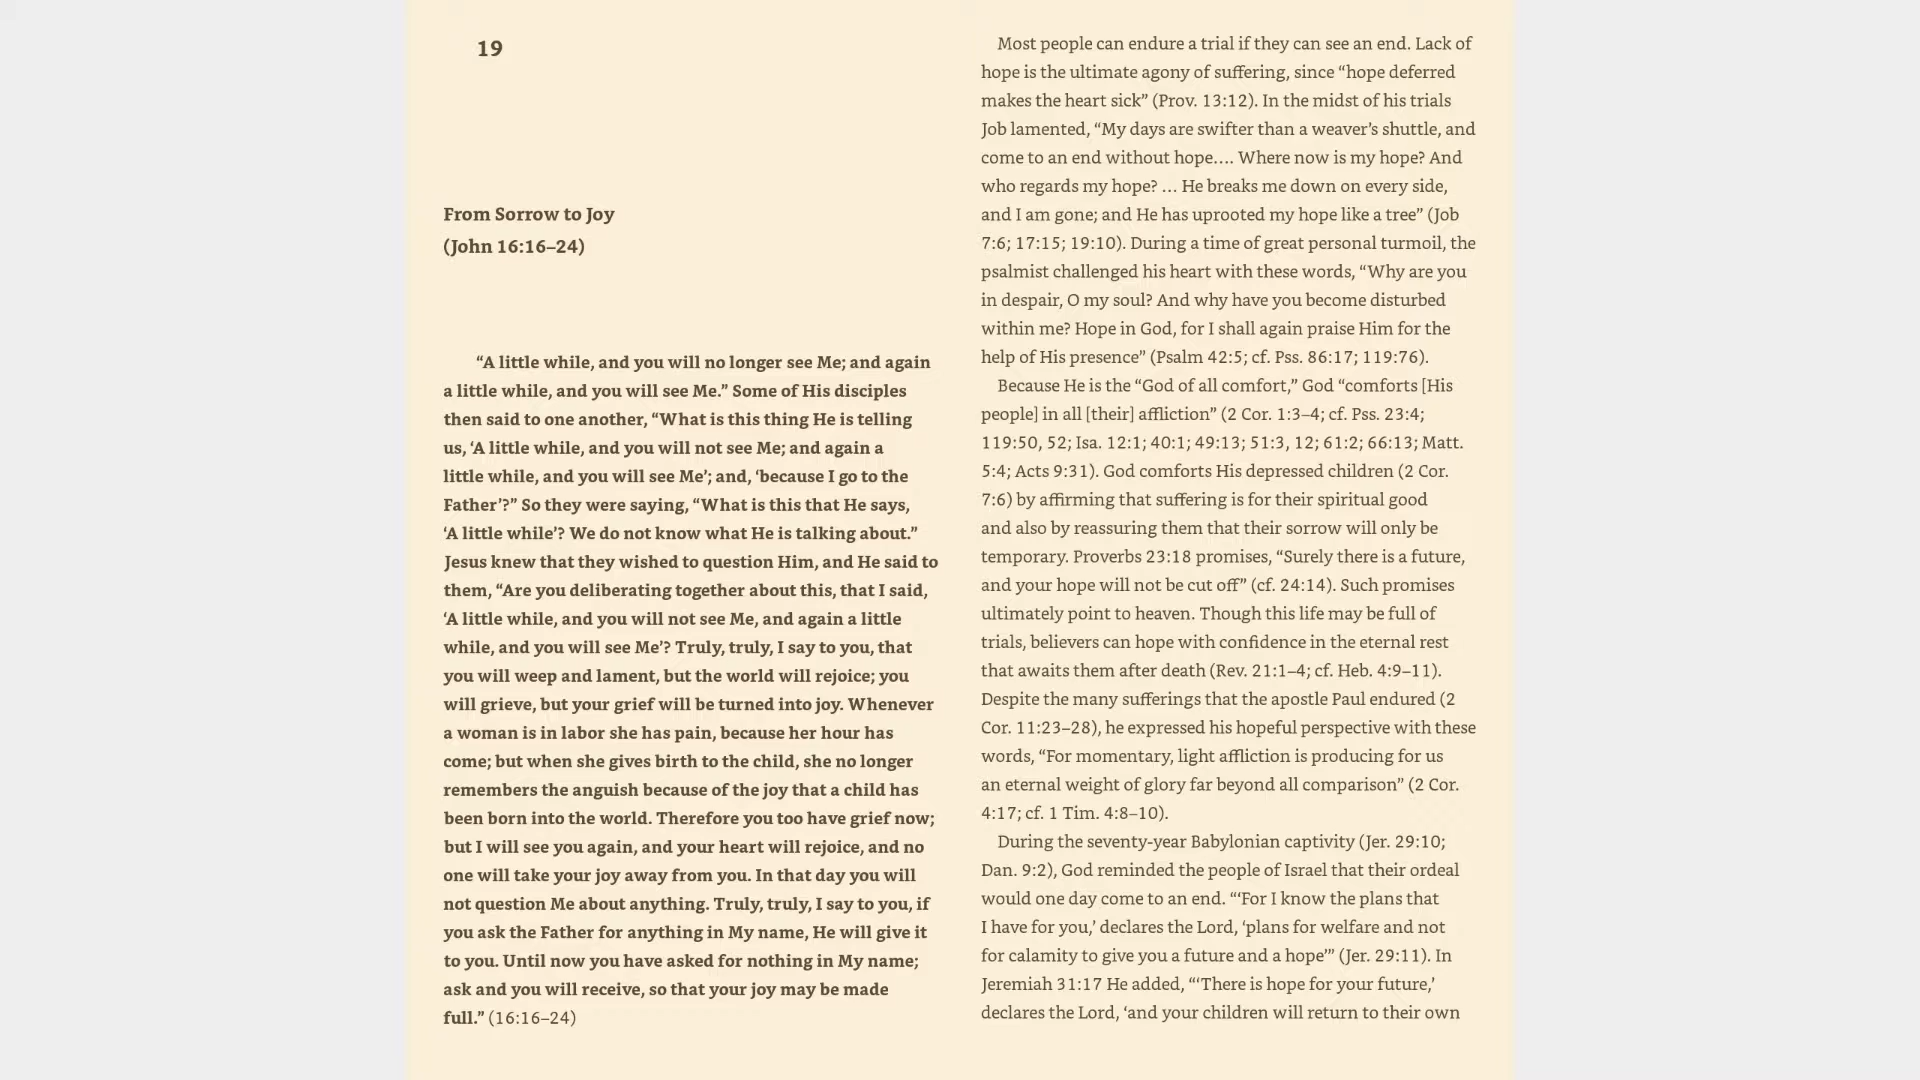 19
From Sorrow to Joy
(John 16:16–24)
“A little while, and you will no longer see Me; and again
a little while, and you will see Me.” Some of His disciples
then said to one another, “What is this thing He is telling
us, ‘A little while, and you will not see Me; and again a
little while, and you will see Me’; and, ‘because I go to the
Father’?” So they were saying, “What is this that He says,
‘A little while’? We do not know what He is talking about.”
Jesus knew that they wished to question Him, and He said to
them, “Are you deliberating together about this, that I said,
‘A little while, and you will not see Me, and again a little
while, and you will see Me’? Truly, truly, I say to you, that
you will weep and lament, but the world will rejoice; you
will grieve, but your grief will be turned into joy. Whenever
a woman is in labor she has pain, because her hour has
come; but when she gives birth to the child, she no longer
remembers the anguish because of the joy that a child has
been born into the world. Therefore you too have grief now;
but I will see you again, and your heart will rejoice, and no
one will take your joy away from you. In that day you will
not question Me about anything. Truly, truly, I say to you, if
you ask the Father for anything in My name, He will give it
to you. Until now you have asked for nothing in My name;
ask and you will receive, so that your joy may be made
full.” (16:16–24)
Most people can endure a trial if they can see an end. Lack of
hope is the ultimate agony of suffering, since “hope deferred
makes the heart sick” (Prov. 13:12). In the midst of his trials
Job lamented, “My days are swifter than a weaver’s shuttle, and
come to an end without hope…. Where now is my hope? And
who regards my hope? … He breaks me down on every side,
and I am gone; and He has uprooted my hope like a tree” (Job
7:6; 17:15; 19:10). During a time of great personal turmoil, the
psalmist challenged his heart with these words, “Why are you
in despair, O my soul? And why have you become disturbed
within me? Hope in God, for I shall again praise Him for the
help of His presence” (Psalm 42:5; cf. Pss. 86:17; 119:76).
Because He is the “God of all comfort,” God “comforts [His
people] in all [their] affliction” (2 Cor. 1:3–4; cf. Pss. 23:4;
119:50, 52; Isa. 12:1; 40:1; 49:13; 51:3, 12; 61:2; 66:13; Matt.
5:4; Acts 9:31). God comforts His depressed children (2 Cor.
7:6) by affirming that suffering is for their spiritual good
and also by reassuring them that their sorrow will only be
temporary. Proverbs 23:18 promises, “Surely there is a future,
and your hope will not be cut off” (cf. 24:14). Such promises
ultimately point to heaven. Though this life may be full of
trials, believers can hope with confidence in the eternal rest
that awaits them after death (Rev. 21:1–4; cf. Heb. 4:9–11).
Despite the many sufferings that the apostle Paul endured (2
Cor. 11:23–28), he expressed his hopeful perspective with these
words, “For momentary, light affliction is producing for us
an eternal weight of glory far beyond all comparison” (2 Cor.
4:17; cf. 1 Tim. 4:8–10).
During the seventy-year Babylonian captivity (Jer. 29:10;
Dan. 9:2), God reminded the people of Israel that their ordeal
would one day come to an end. “‘For I know the plans that
I have for you,’ declares the Lord, ‘plans for welfare and not
for calamity to give you a future and a hope’” (Jer. 29:11). In
Jeremiah 31:17 He added, “‘There is hope for your future,’
declares the Lord, ‘and your children will return to their own